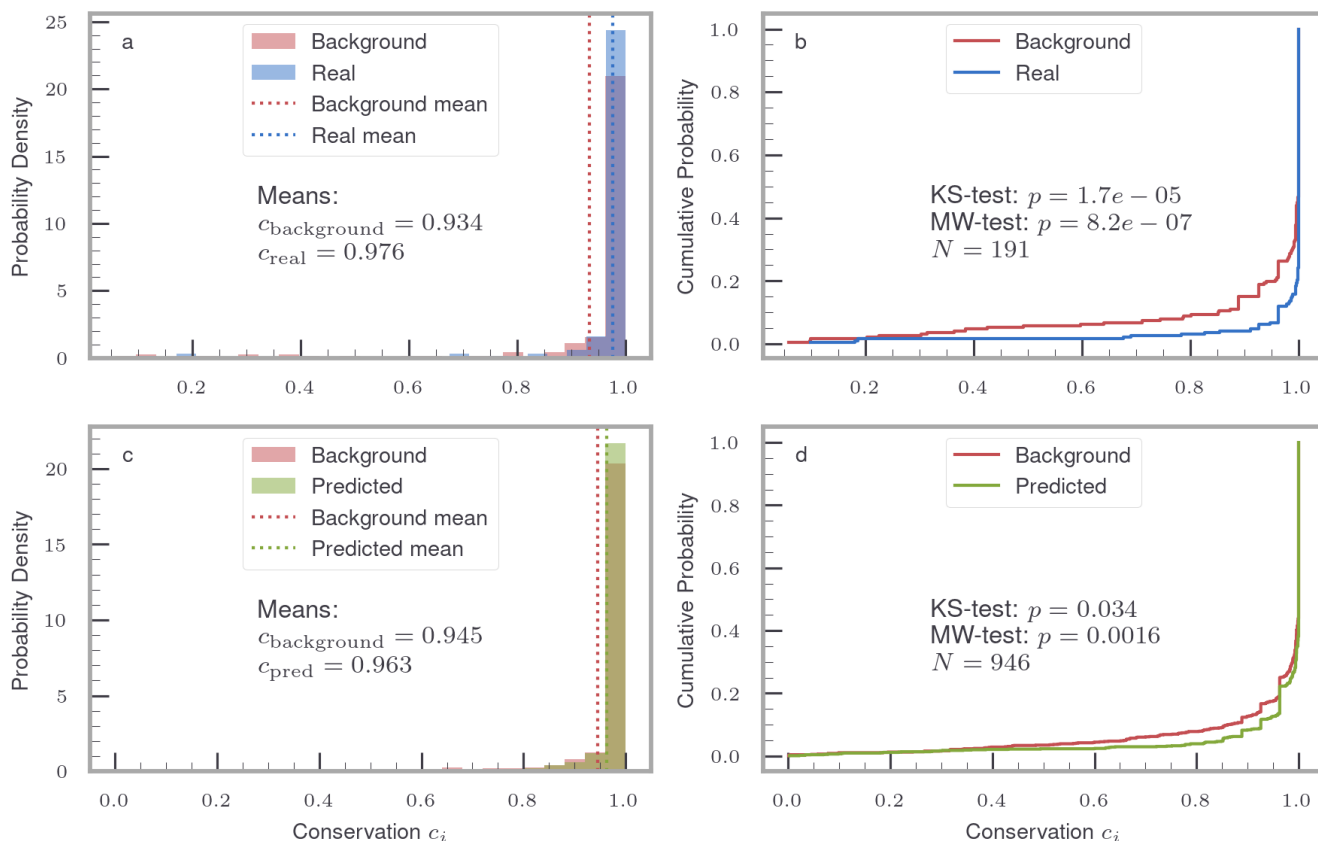 a
Background
Real
Background mean
Real mean
Means:
c_background = 0.934
c_real = 0.976
Probability Density
25
20
15
10
5
0
0.2 0.4 0.6 0.8 1.0
b
Background
Real
KS-test: p = 1.7e − 05
MW-test: p = 8.2e − 07
N = 191
Cumulative Probability
1.0
0.8
0.6
0.4
0.2
0.0
0.2 0.4 0.6 0.8 1.0
c
Background
Predicted
Background mean
Predicted mean
Means:
c_background = 0.945
c_pred = 0.963
Probability Density
20
15
10
5
0
0.0 0.2 0.4 0.6 0.8 1.0
Conservation c_i
d
Background
Predicted
KS-test: p = 0.034
MW-test: p = 0.0016
N = 946
Cumulative Probability
1.0
0.8
0.6
0.4
0.2
0.0
0.0 0.2 0.4 0.6 0.8 1.0
Conservation c_i